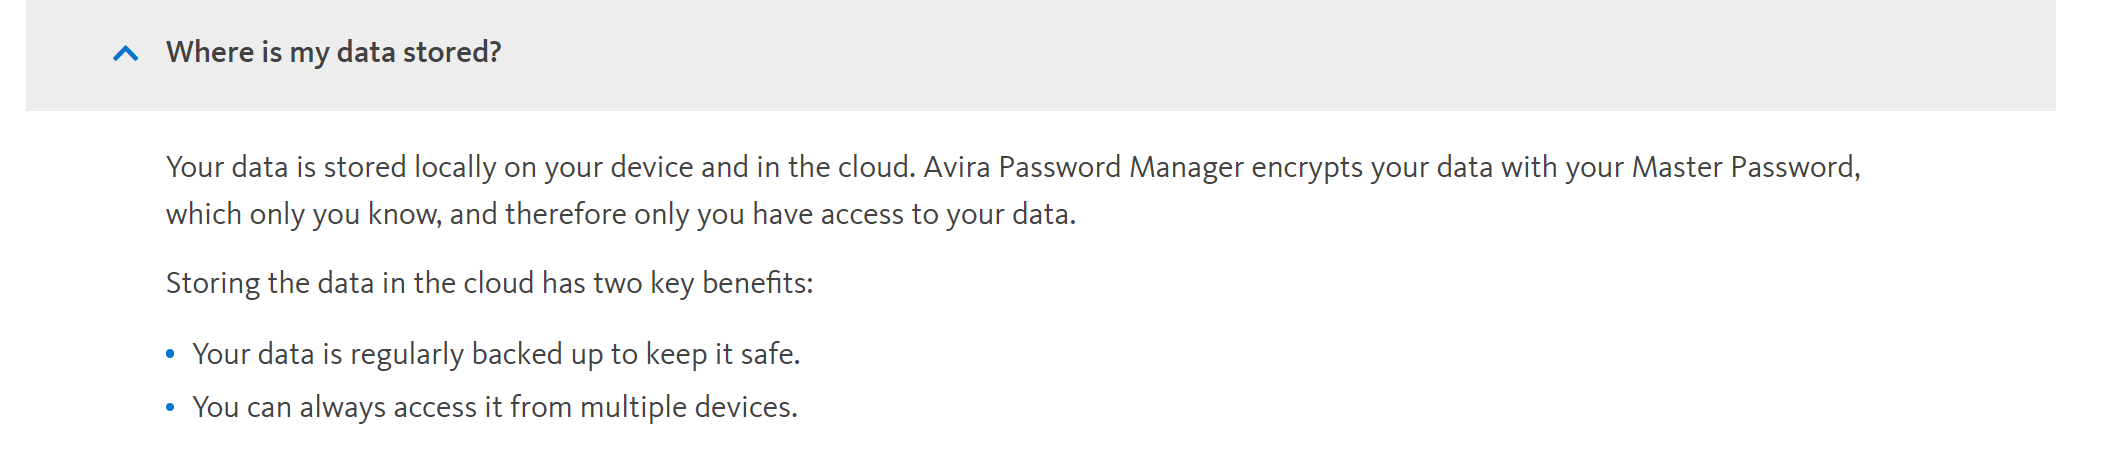 Where is my data stored?
Your data is stored locally on your device and in the cloud. Avira Password Manager encrypts your data with your Master Password,
which only you know, and therefore only you have access to your data.
Storing the data in the cloud has two key benefits:
• Your data is regularly backed up to keep it safe.
• You can always access it from multiple devices.